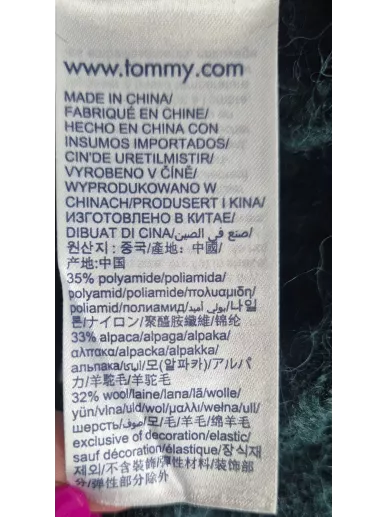 www.tommy.com
MADE IN CHINA/
FABRIQUÉ EN CHINE/
HECHO EN CHINA CON
INSUMOS IMPORTADOS/
CIN'DE URETILMISTIR/
VYROBENO V ČÍNĚ/
WYPRODUKOWANO W
CHINACH/PRODUSERT I KINA/
ИЗГОТОВЛЕНО В КИТАЕ/
DIBUAT DI CINA/صنع في الصين/
원산지 : 중국/產地：中國/
产地:中国
35% polyamide/poliamida/
polyamid/poliamide/πολυαμιδη/
poliamid/полиамид/بولي أميد/나일
론/ナイロン/聚醯胺纖維/锦纶
33% alpaca/alpaga/alpaka/
αλπακα/alpacka/alpakka/
альпака/الباكا/모(알파카)/アルパ
カ/羊駝毛/羊驼毛
32% wool/laine/lana/lã/wolle/
yün/vlna/uld/wol/μαλλι/wełna/ull/
шерсть/صوف/모/毛/羊毛/绵羊毛
exclusive of decoration/elastic/
sauf décoration/élastique/장식재
제외/不含裝飾/彈性材料/装饰部
分/弹性部分除外